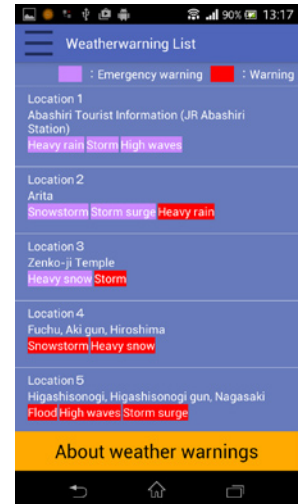 90% 13:17
Weatherwarning List
: Emergency warning : Warning
Location 1
Abashiri Tourist Information (JR Abashiri
Station)
Heavy rain Storm High waves
Location 2
Arita
Snowstorm Storm surge Heavy rain
Location 3
Zenko-ji Temple
Heavy snow Storm
Location 4
Fuchu, Aki gun, Hiroshima
Snowstorm Heavy snow
Location 5
Higashisonogi, Higashisonogi gun, Nagasaki
Flood High waves Storm surge
About weather warnings